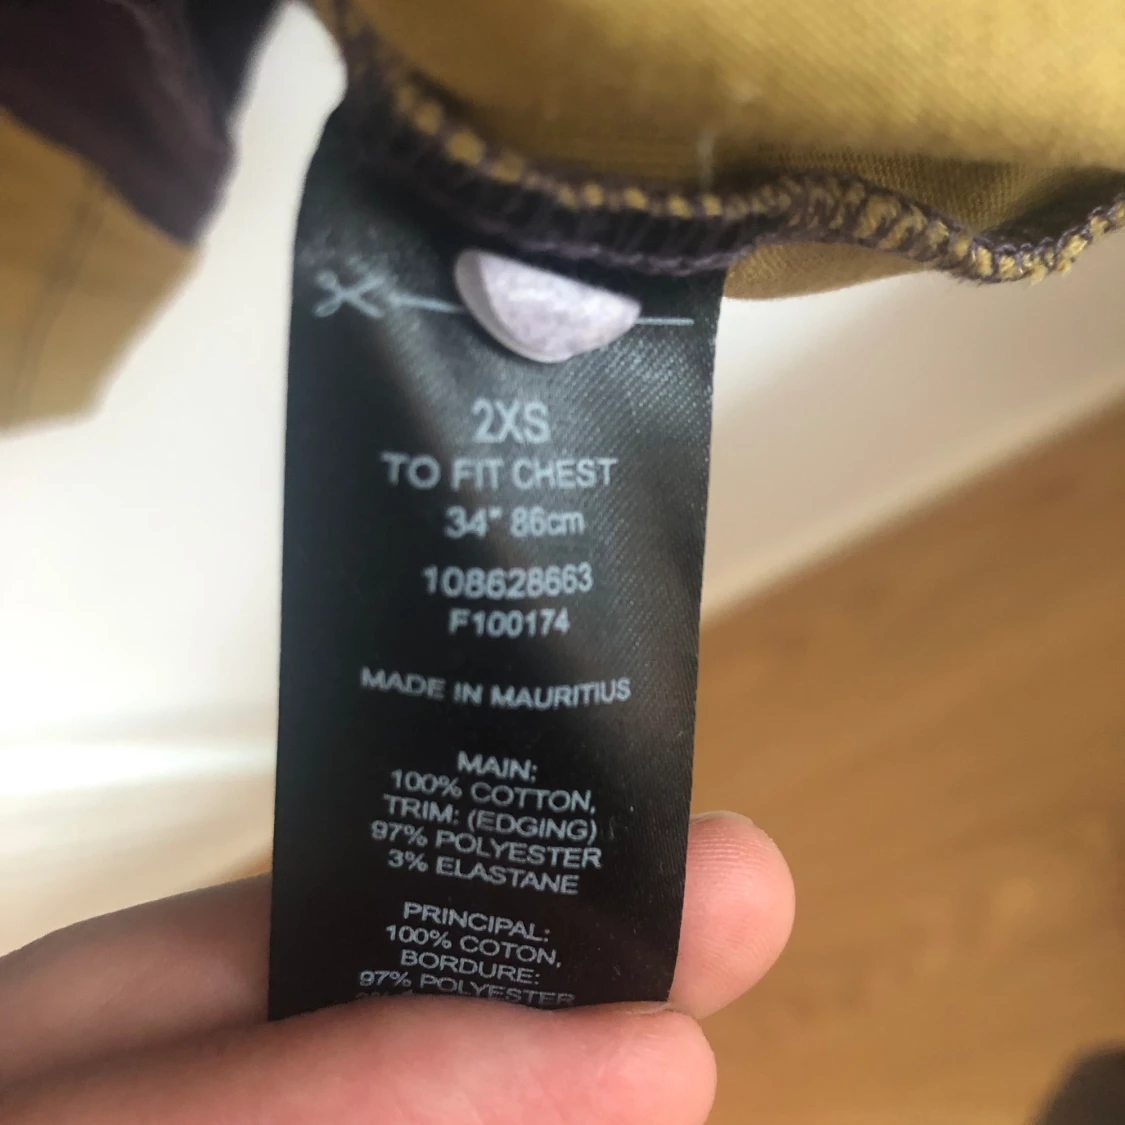 2XS
TO FIT CHEST
34" 86cm
108628663
F100174
MADE IN MAURITIUS
MAIN:
100% COTTON,
TRIM: (EDGING)
97% POLYESTER
3% ELASTANE
PRINCIPAL:
100% COTON,
BORDURE:
97% POLYESTER